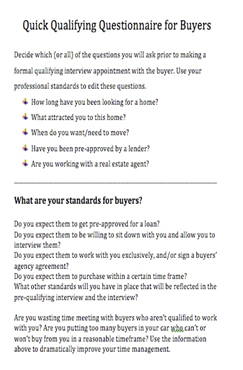 Quick Qualifying Questionnaire for Buyers
Decide which (or all) of the questions you will ask prior to making a
formal qualifying interview appointment with the buyer. Use your
professional standards to edit these questions.
How long have you been looking for a home?
What attracted you to this home?
When do you want/need to move?
Have you been pre-approved by a lender?
Are you working with a real estate agent?
What are your standards for buyers?
Do you expect them to get pre-approved for a loan?
Do you expect them to be willing to sit down with you and allow you to
interview them?
Do you expect them to work with you exclusively, and/or sign a buyers'
agency agreement?
Do you expect them to purchase within a certain time frame?
What other standards will you have in place that will be reflected in the
pre-qualifying interview and the interview?
Are you wasting time meeting with buyers who aren't qualified to work
with you? Are you putting too many buyers in your car who can't or
won't buy from you in a reasonable timeframe? Use the information
above to dramatically improve your time management.